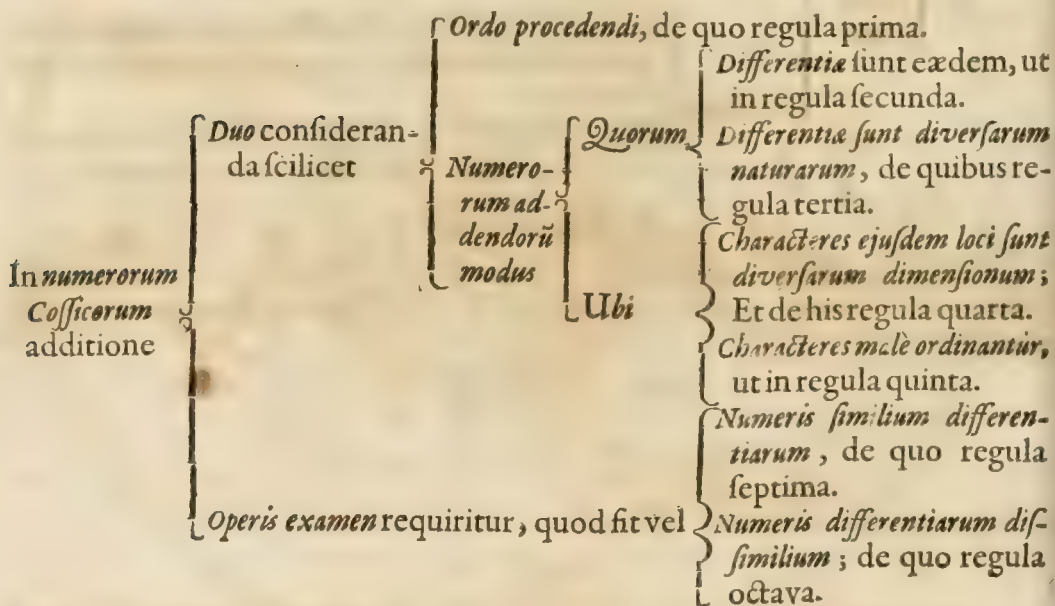 In numerorum
Coſſicorum
additione
Duo conſideran-
da ſcilicet
Ordo procedendi, de quo regula prima.
Numero-
rum ad-
dendorũ
modus
Quorum
Differentiæ ſunt eædem, ut
in regula ſecunda.
Differentiæ ſunt diverſarum
naturarum, de quibus re-
gula tertia.
Ubi
Characteres ejuſdem loci ſunt
diverſarum dimenſionum;
Et de his regula quarta.
Characteres malè ordinantur,
ut in regula quinta.
Operis examen requiritur, quod fit vel
Numeris ſimilium differen-
tiarum, de quo regula
ſeptima.
Numeris differentiarum diſ-
ſimilium; de quo regula
octava.